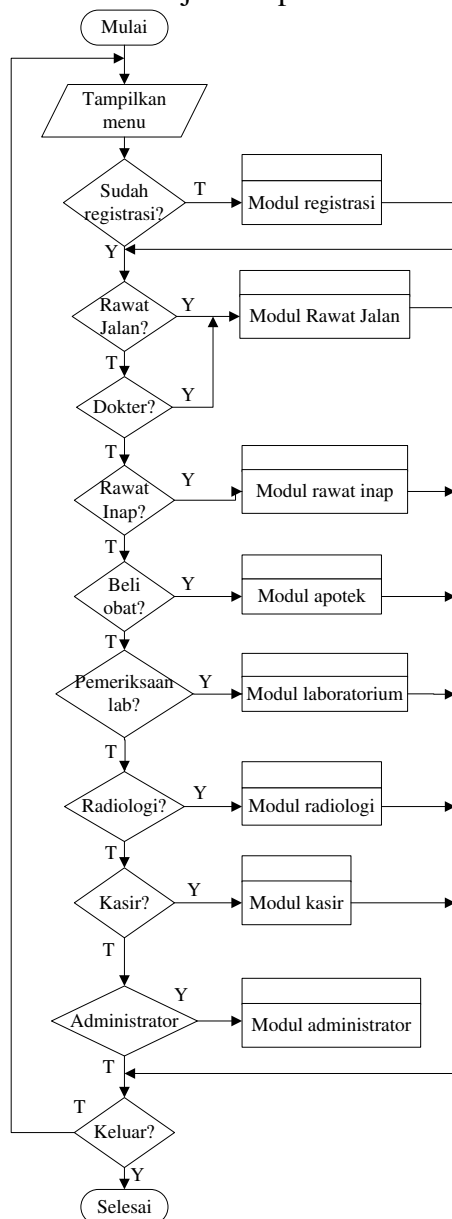 Mulai
Tampilkan
menu
Sudah
registrasi?
T
Modul registrasi
Y
Rawat
Jalan?
Y
Modul Rawat Jalan
T
Dokter?
Y
T
Rawat
Inap?
Y
Modul rawat inap
T
Beli
obat?
Y
Modul apotek
T
Pemeriksaan
lab?
Y
Modul laboratorium
T
Radiologi?
Y
Modul radiologi
T
Kasir?
Y
Modul kasir
T
Administrator
Y
Modul administrator
T
Keluar?
T
Y
Selesai